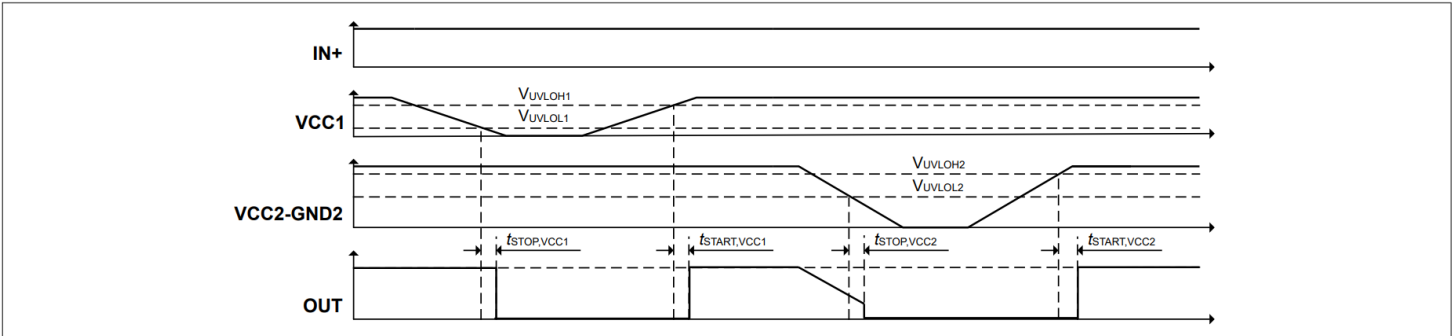 IN+
VUVLOH1
VUVLOL1
VCC1
VUVLOH2
VUVLOL2
VCC2-GND2
tSTOP,VCC1
tSTART,VCC1
tSTOP,VCC2
tSTART,VCC2
OUT